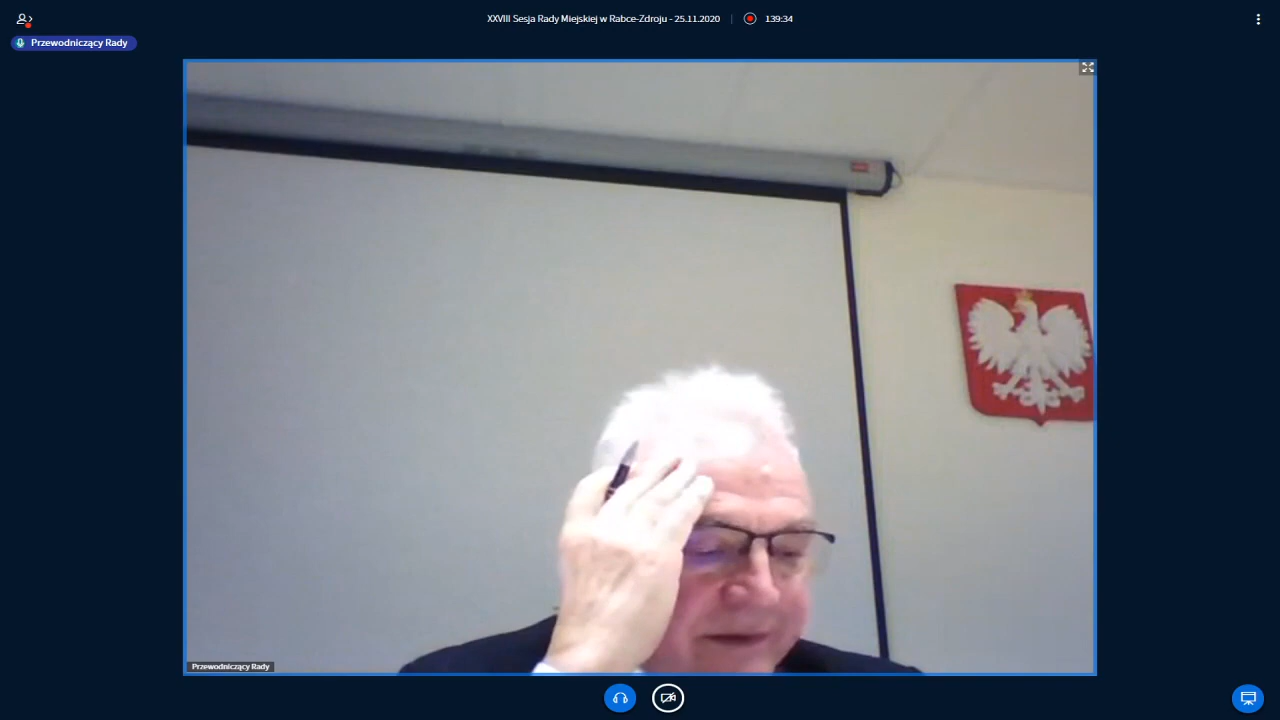 XXVIII Sesja Rady Miejskiej w Rabce-Zdroju - 25.11.2020 | 139:34
Przewodniczący Rady
Przewodniczący Rady